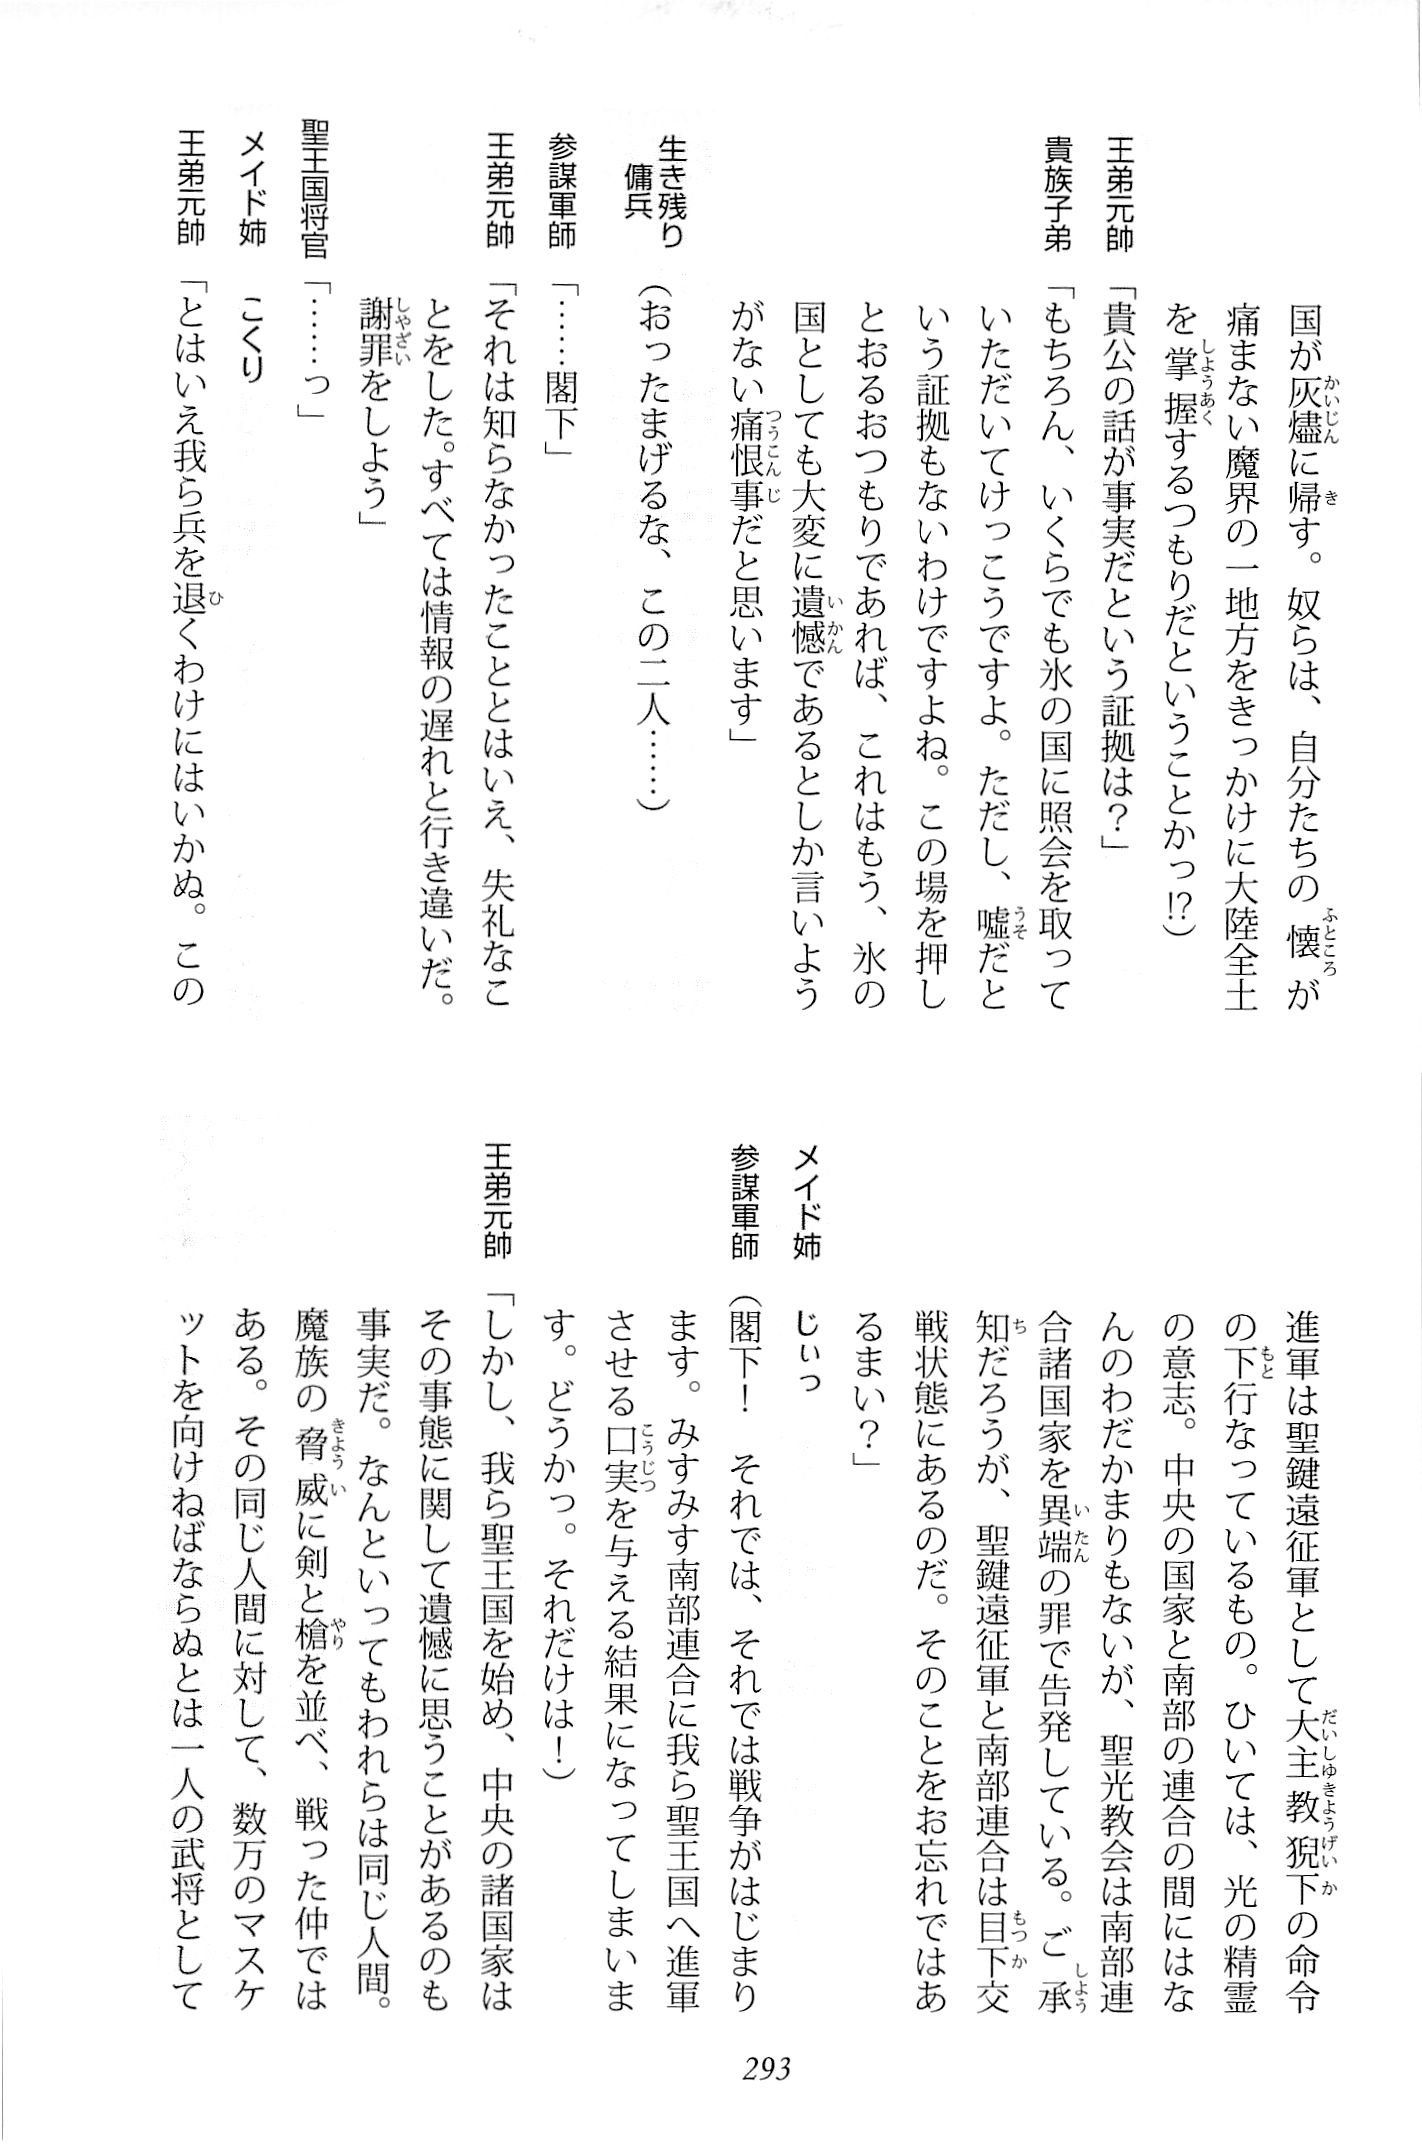 国が灰燼に帰す。奴らは、自分たちの懐が
痛まない魔界の一地方をきっかけに大陸全土
を掌握するつもりだということかっ!?）
王弟元帥「貴公の話が事実だという証拠は？」
貴族子弟「もちろん、いくらでも氷の国に照会を取って
いただいてけっこうですよ。ただし、嘘だと
いう証拠もないわけですよね。この場を押し
とおるおつもりであれば、これはもう、氷の
国としても大変に遺憾であるとしか言いよう
がない痛恨事だと思います」
生き残り傭兵（おったまげるな、この二人……）
参謀軍師「……閣下」
王弟元帥「それは知らなかったこととはいえ、失礼なこ
とをした。すべては情報の遅れと行き違いだ。
謝罪をしよう」
聖王国将官「……っ」
メイド姉　こくり
王弟元帥「とはいえ我ら兵を退くわけにはいかぬ。この
進軍は聖鍵遠征軍として大主教猊下の命令
の下行なっているもの。ひいては、光の精霊
の意志。中央の国家と南部の連合の間にはな
んのわだかまりもないが、聖光教会は南部連
合諸国家を異端の罪で告発している。ご承
知だろうが、聖鍵遠征軍と南部連合は目下交
戦状態にあるのだ。そのことをお忘れではあ
るまい？」
メイド姉　じぃっ
参謀軍師（閣下！　それでは、それでは戦争がはじまり
ます。みすみす南部連合に我ら聖王国へ進軍
させる口実を与える結果になってしまいま
す。どうかっ。それだけは！）
王弟元帥「しかし、我ら聖王国を始め、中央の諸国家は
その事態に関して遺憾に思うことがあるのも
事実だ。なんといってもわれらは同じ人間。
魔族の脅威に剣と槍を並べ、戦った仲では
ある。その同じ人間に対して、数万のマスケ
ットを向けねばならぬとは一人の武将として
293